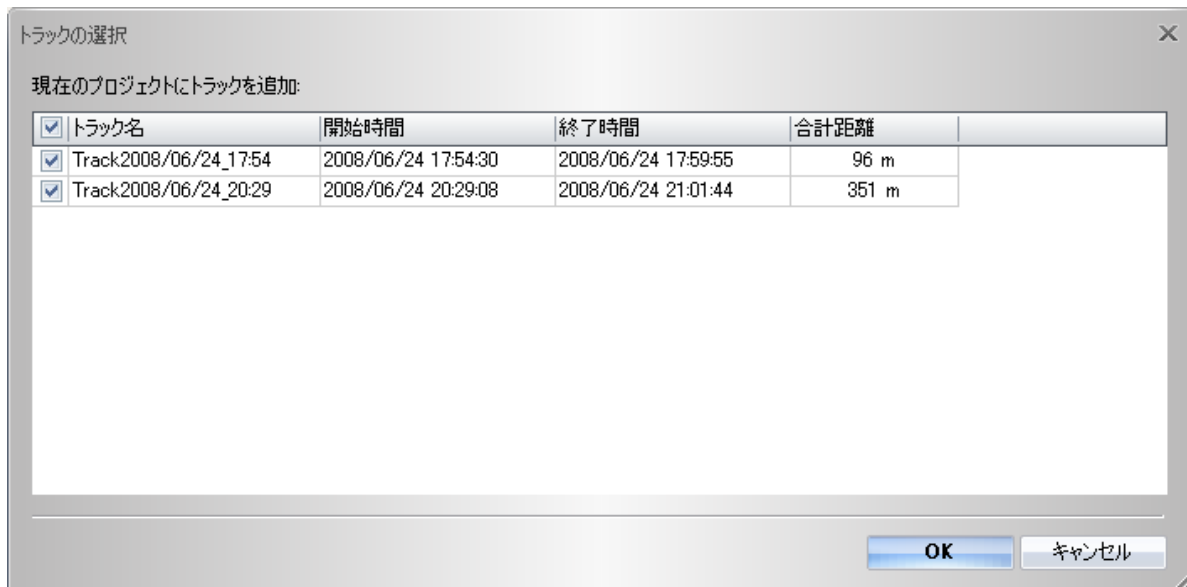 トラックの選択
現在のプロジェクトにトラックを追加:
トラック名 開始時間 終了時間 合計距離
Track2008/06/24_17:54 2008/06/24 17:54:30 2008/06/24 17:59:55 96 m
Track2008/06/24_20:29 2008/06/24 20:29:08 2008/06/24 21:01:44 351 m
OK キャンセル